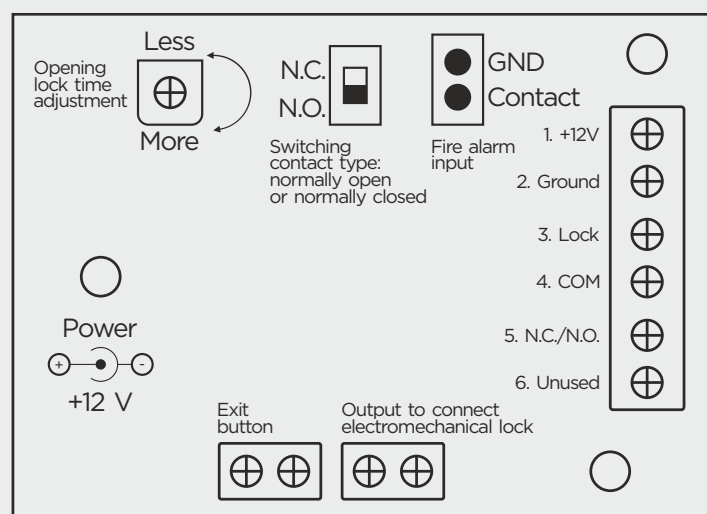 Less
Opening
lock time
adjustment
More
N.C.
N.O.
Switching
contact type:
normally open
or normally closed
GND
Contact
Fire alarm
input
1. +12V
2. Ground
3. Lock
4. COM
5. N.C./N.O.
6. Unused
Power
+ -
+12 V
Exit
button
Output to connect
electromechanical lock